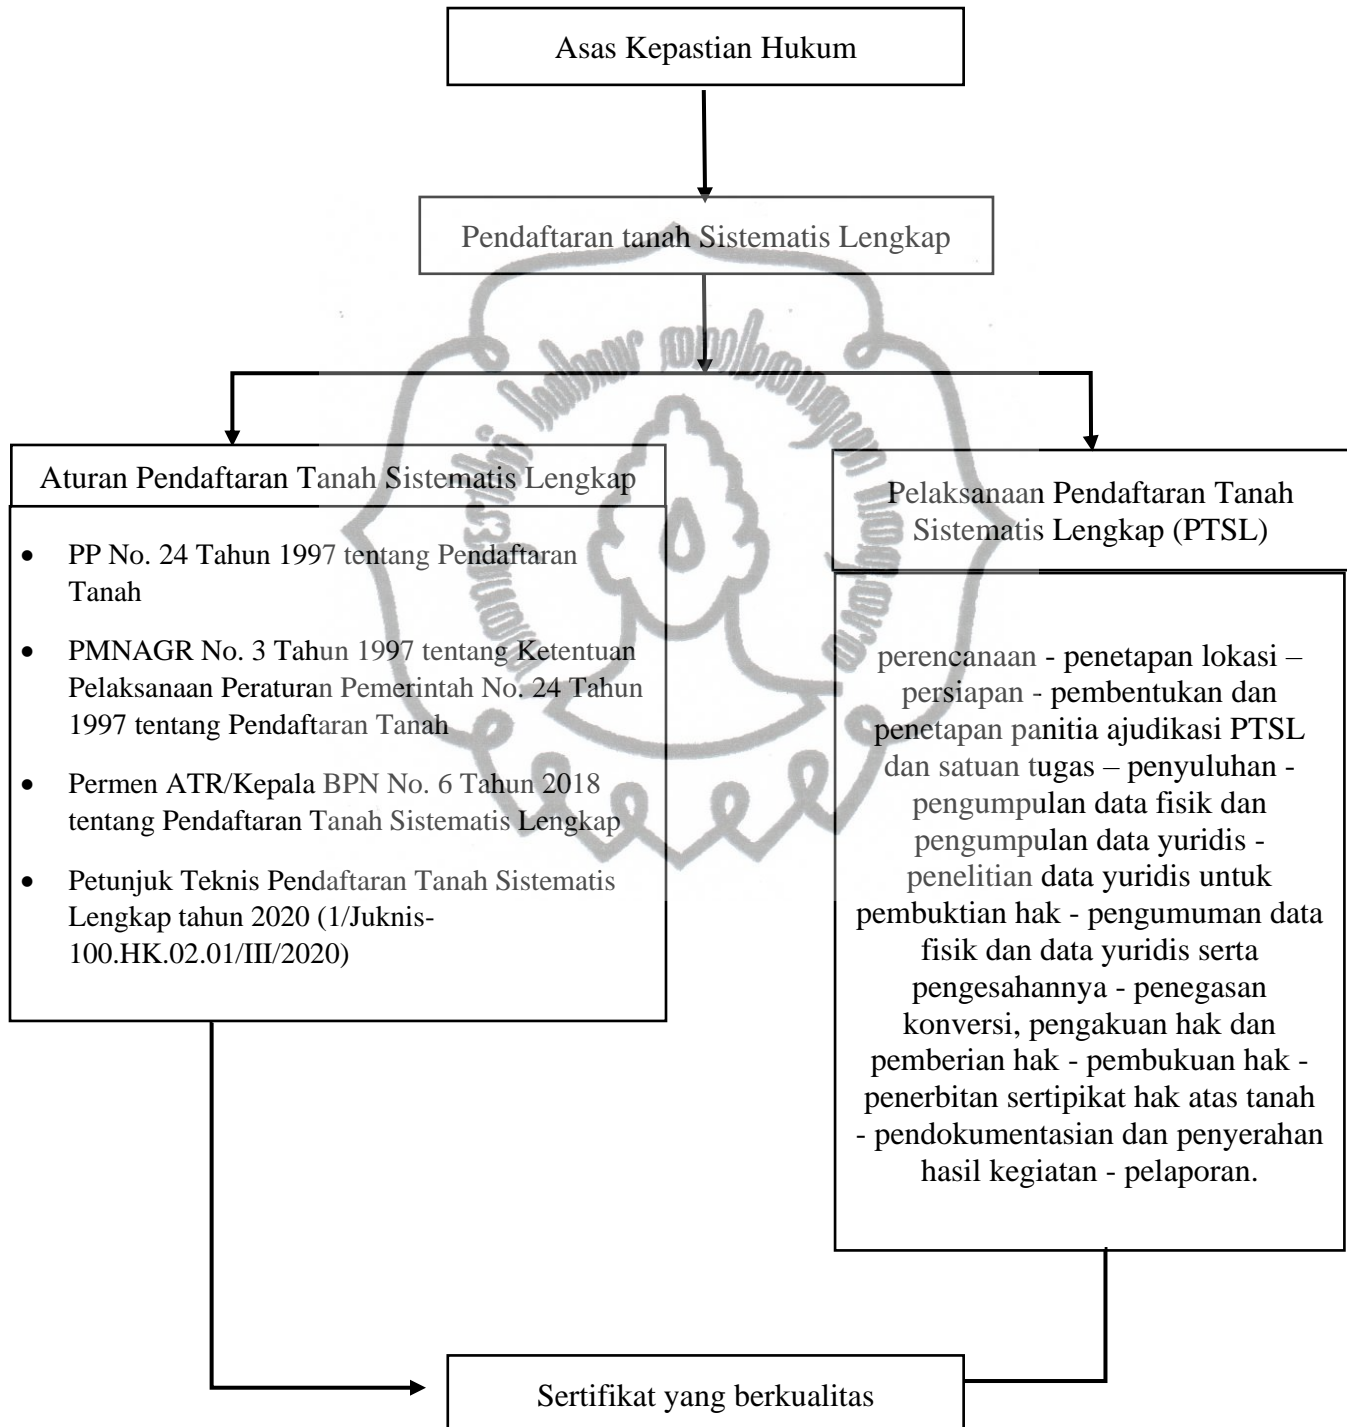 Asas Kepastian Hukum
Pendaftaran tanah Sistematis Lengkap
Aturan Pendaftaran Tanah Sistematis Lengkap
• PP No. 24 Tahun 1997 tentang Pendaftaran
Tanah
• PMNAGR No. 3 Tahun 1997 tentang Ketentuan
Pelaksanaan Peraturan Pemerintah No. 24 Tahun
1997 tentang Pendaftaran Tanah
• Permen ATR/Kepala BPN No. 6 Tahun 2018
tentang Pendaftaran Tanah Sistematis Lengkap
• Petunjuk Teknis Pendaftaran Tanah Sistematis
Lengkap tahun 2020 (1/Juknis-
100.HK.02.01/III/2020)
Pelaksanaan Pendaftaran Tanah
Sistematis Lengkap (PTSL)
perencanaan - penetapan lokasi –
persiapan - pembentukan dan
penetapan panitia ajudikasi PTSL
dan satuan tugas – penyuluhan -
pengumpulan data fisik dan
pengumpulan data yuridis -
penelitian data yuridis untuk
pembuktian hak - pengumuman data
fisik dan data yuridis serta
pengesahannya - penegasan
konversi, pengakuan hak dan
pemberian hak - pembukuan hak -
penerbitan sertipikat hak atas tanah
- pendokumentasian dan penyerahan
hasil kegiatan - pelaporan.
Sertifikat yang berkualitas